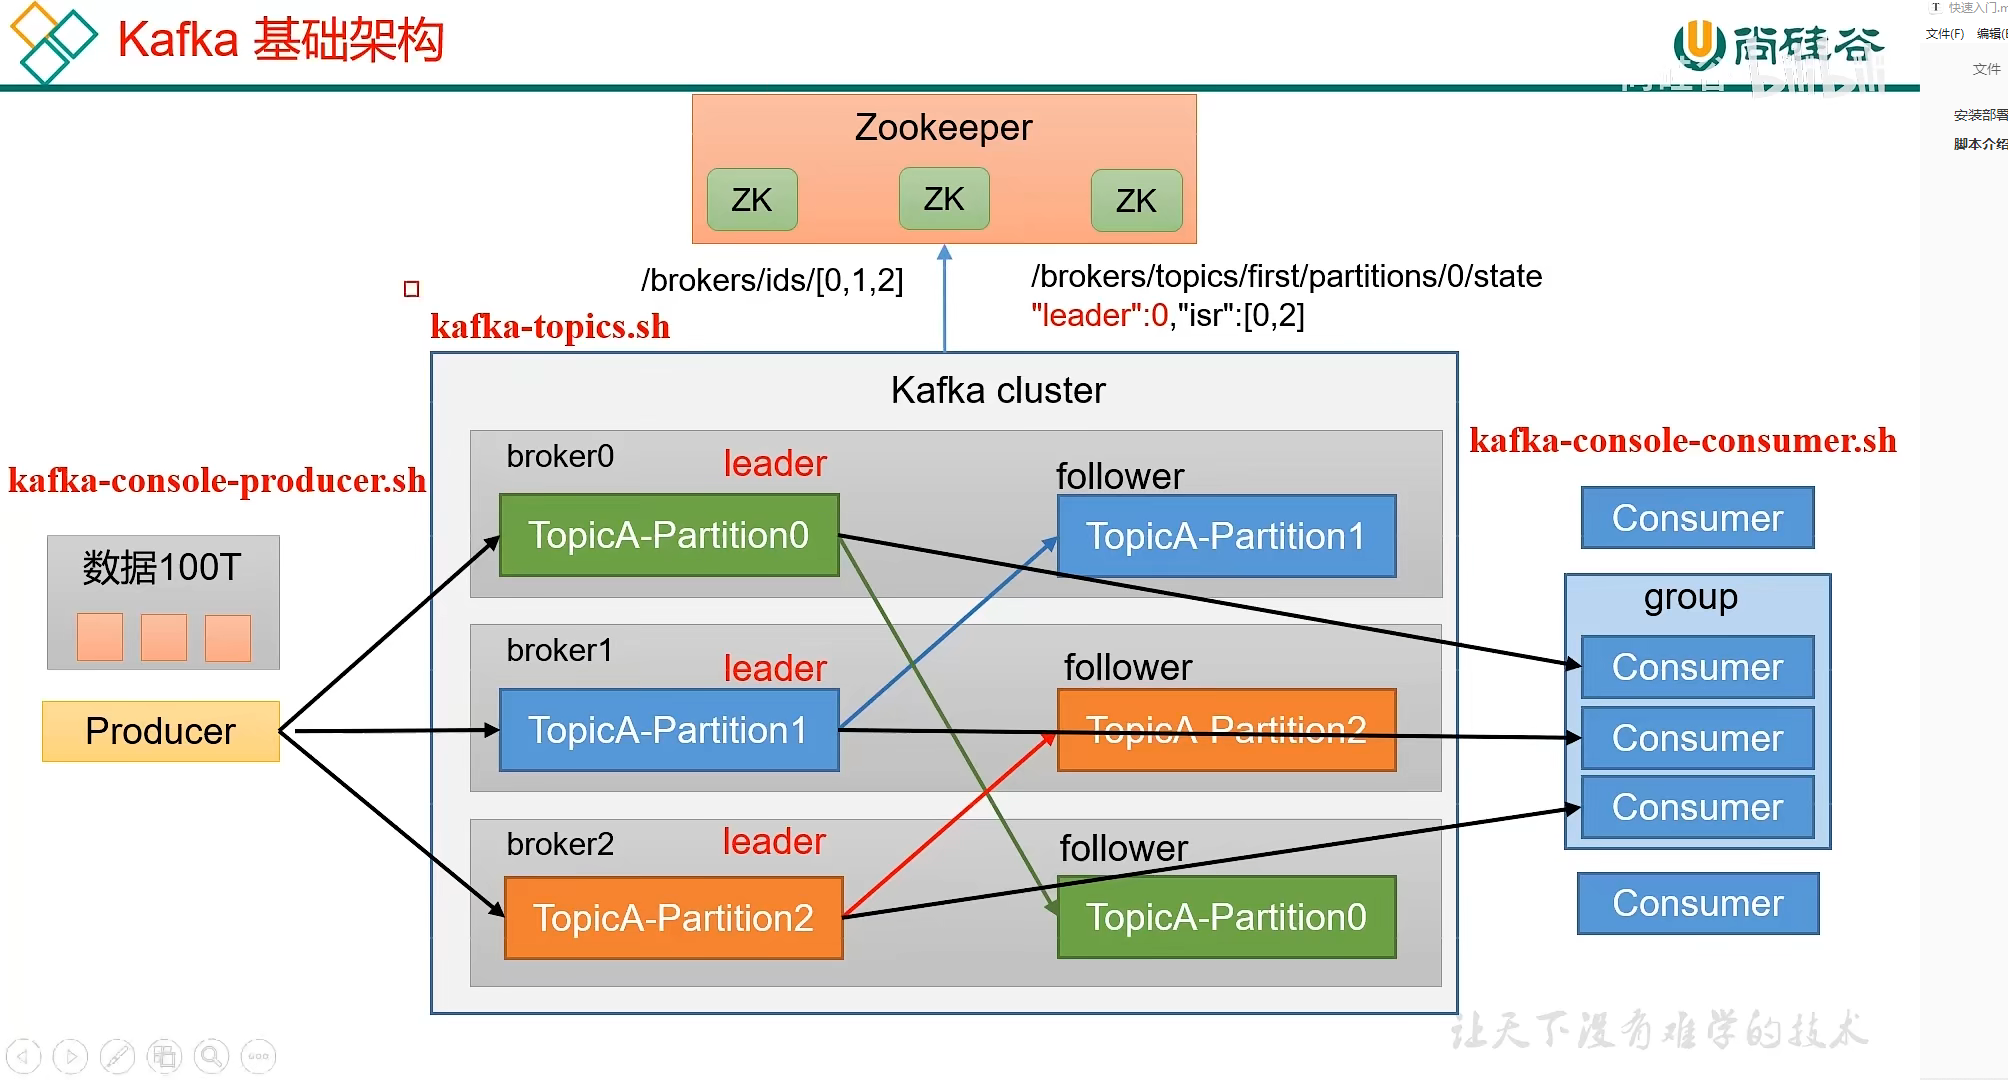 Kafka 基础架构
尚硅谷
bilibili
快速入门.m
文件(F) 编辑(E
文件
安装部署
脚本介绍
Zookeeper
ZK
ZK
ZK
/brokers/ids/[0,1,2]
/brokers/topics/first/partitions/0/state
"leader":0,"isr":[0,2]
kafka-topics.sh
Kafka cluster
kafka-console-producer.sh
kafka-console-consumer.sh
数据100T
Producer
broker0
leader
follower
TopicA-Partition0
TopicA-Partition1
broker1
leader
follower
TopicA-Partition1
TopicA-Partition2
broker2
leader
follower
TopicA-Partition2
TopicA-Partition0
Consumer
group
Consumer
Consumer
Consumer
Consumer
让天下没有难学的技术